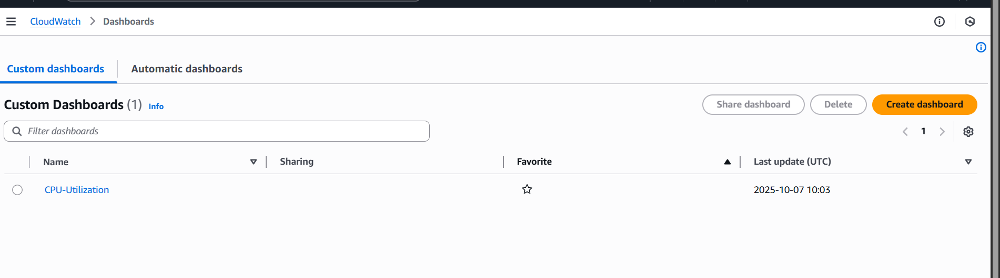 CloudWatch > Dashboards
Custom dashboards Automatic dashboards
Custom Dashboards (1) Info
Share dashboard Delete Create dashboard
Filter dashboards
1
Name Sharing Favorite Last update (UTC)
CPU-Utilization 2025-10-07 10:03